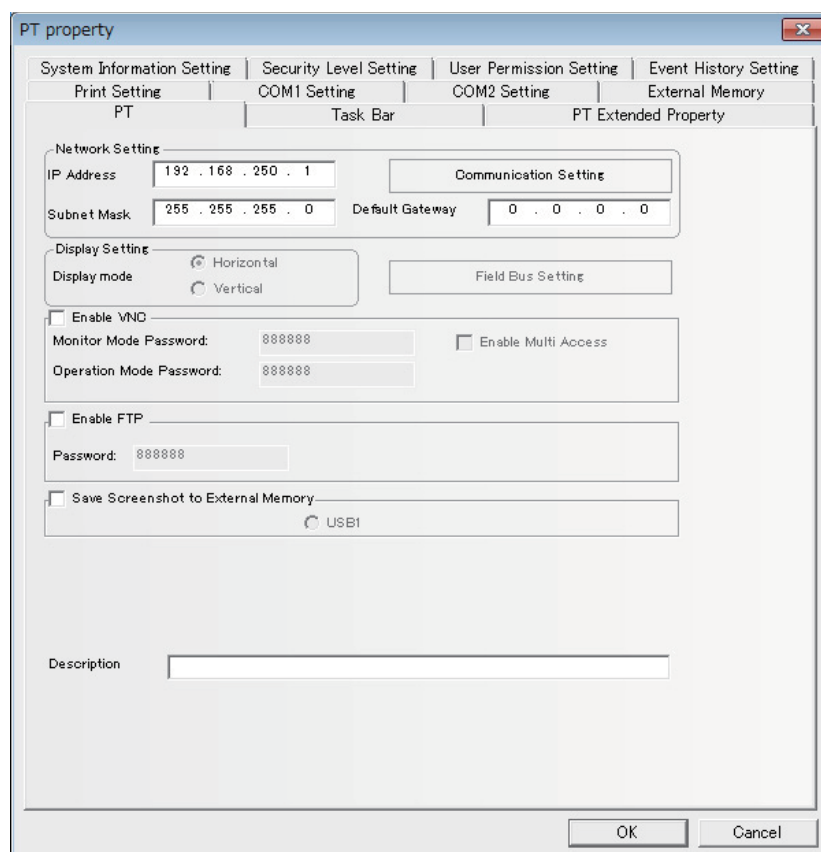 PT property
System Information Setting | Security Level Setting | User Permission Setting | Event History Setting
Print Setting | COM1 Setting | COM2 Setting | External Memory
PT | Task Bar | PT Extended Property
Network Setting
IP Address 192 . 168 . 250 . 1 Communication Setting
Subnet Mask 255 . 255 . 255 . 0 Default Gateway 0 . 0 . 0 . 0
Display Setting
Display mode Horizontal
Vertical
Field Bus Setting
Enable VNC
Monitor Mode Password: 888888 Enable Multi Access
Operation Mode Password: 888888
Enable FTP
Password: 888888
Save Screenshot to External Memory
USB1
Description
OK Cancel